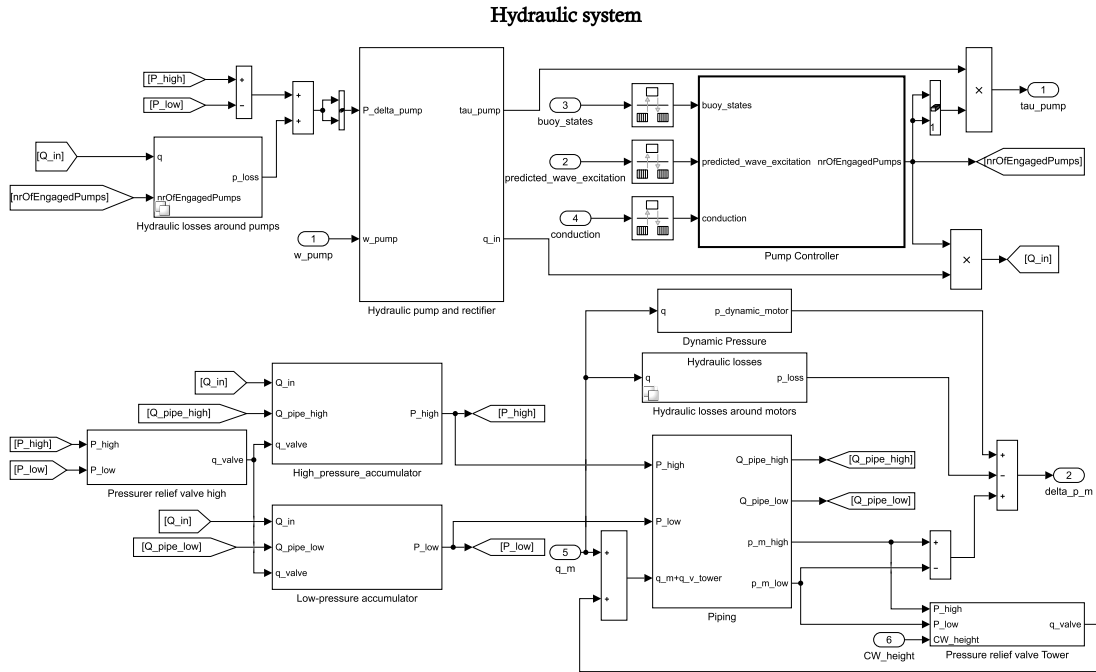 Hydraulic system
[P_high]
[P_low]
+
−
+
+
[Q_in]
[nrOfEngagedPumps]
q
p_loss
nrOfEngagedPumps
Hydraulic losses around pumps
1
w_pump
P_delta_pump
tau_pump
w_pump
q_in
Hydraulic pump and rectifier
3
buoy_states
2
predicted_wave_excitation
4
conduction
buoy_states
predicted_wave_excitation
nrOfEngagedPumps
conduction
Pump Controller
1
×
1
tau_pump
[nrOfEngagedPumps]
×
[Q_in]
q
p_dynamic_motor
Dynamic Pressure
Hydraulic losses
q
p_loss
Hydraulic losses around motors
[Q_in]
[Q_pipe_high]
Q_in
Q_pipe_high
P_high
q_valve
High_pressure_accumulator
[P_high]
[P_high]
[P_low]
P_high
P_low
q_valve
Pressurer relief valve high
[Q_in]
[Q_pipe_low]
Q_in
Q_pipe_low
P_low
q_valve
Low-pressure accumulator
[P_low]
5
q_m
+
+
P_high
Q_pipe_high
Q_pipe_low
P_low
p_m_high
q_m+q_v_tower
p_m_low
Piping
[Q_pipe_high]
[Q_pipe_low]
+
−
+
−
+
2
delta_p_m
6
CW_height
P_high
P_low
q_valve
CW_height
Pressure relief valve Tower